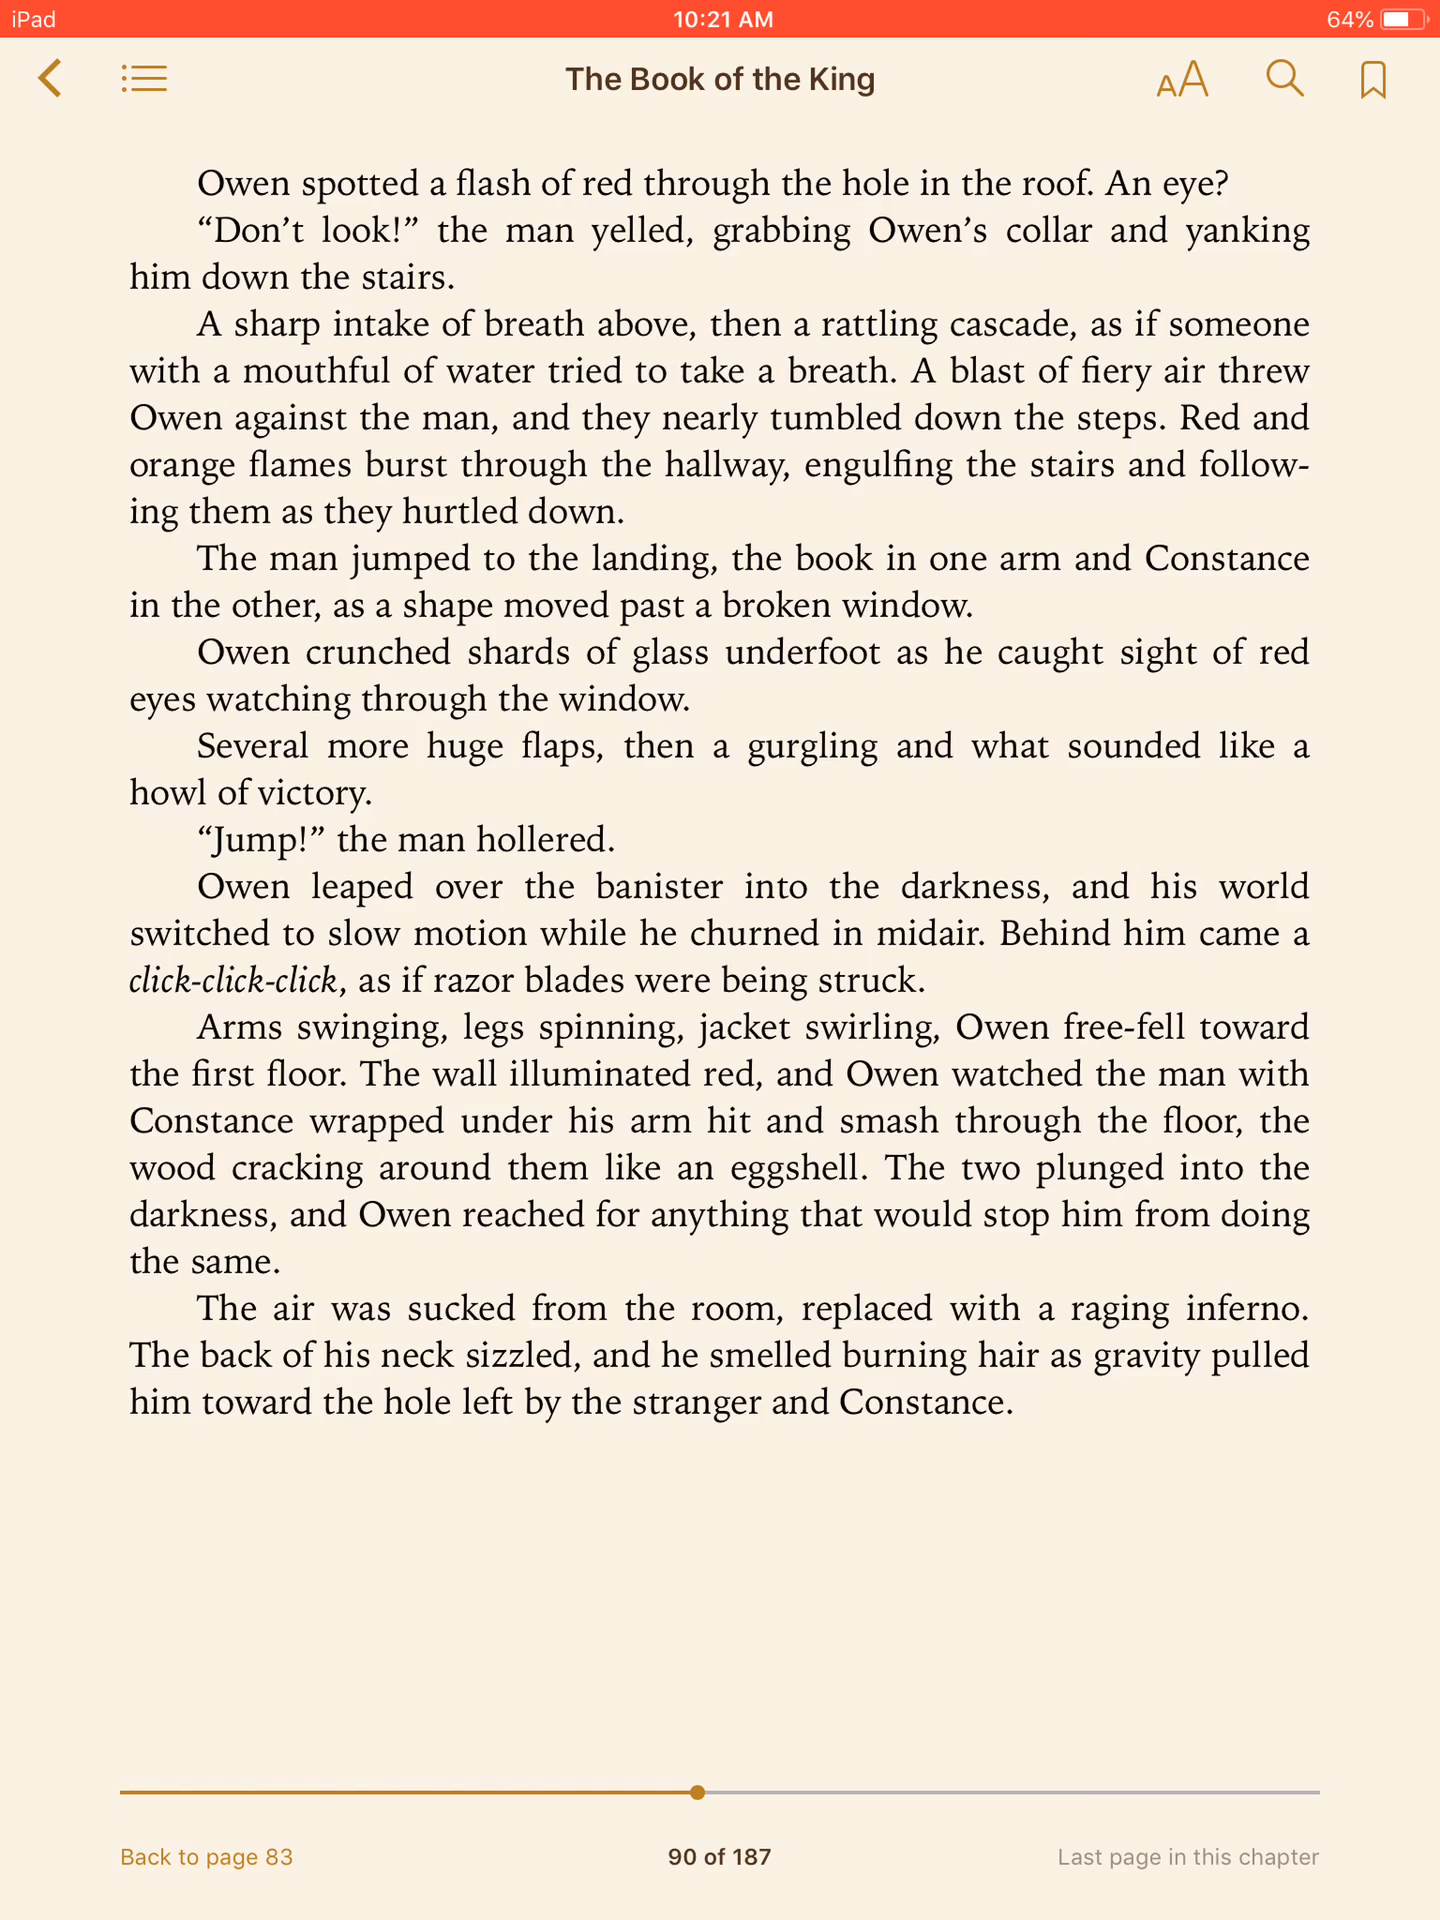 iPad
10:21 AM
64%
The Book of the King
AA
Owen spotted a flash of red through the hole in the roof. An eye?
“Don’t look!” the man yelled, grabbing Owen’s collar and yanking
him down the stairs.
A sharp intake of breath above, then a rattling cascade, as if someone
with a mouthful of water tried to take a breath. A blast of fiery air threw
Owen against the man, and they nearly tumbled down the steps. Red and
orange flames burst through the hallway, engulfing the stairs and follow-
ing them as they hurtled down.
The man jumped to the landing, the book in one arm and Constance
in the other, as a shape moved past a broken window.
Owen crunched shards of glass underfoot as he caught sight of red
eyes watching through the window.
Several more huge flaps, then a gurgling and what sounded like a
howl of victory.
“Jump!” the man hollered.
Owen leaped over the banister into the darkness, and his world
switched to slow motion while he churned in midair. Behind him came a
click-click-click, as if razor blades were being struck.
Arms swinging, legs spinning, jacket swirling, Owen free-fell toward
the first floor. The wall illuminated red, and Owen watched the man with
Constance wrapped under his arm hit and smash through the floor, the
wood cracking around them like an eggshell. The two plunged into the
darkness, and Owen reached for anything that would stop him from doing
the same.
The air was sucked from the room, replaced with a raging inferno.
The back of his neck sizzled, and he smelled burning hair as gravity pulled
him toward the hole left by the stranger and Constance.
Back to page 83
90 of 187
Last page in this chapter